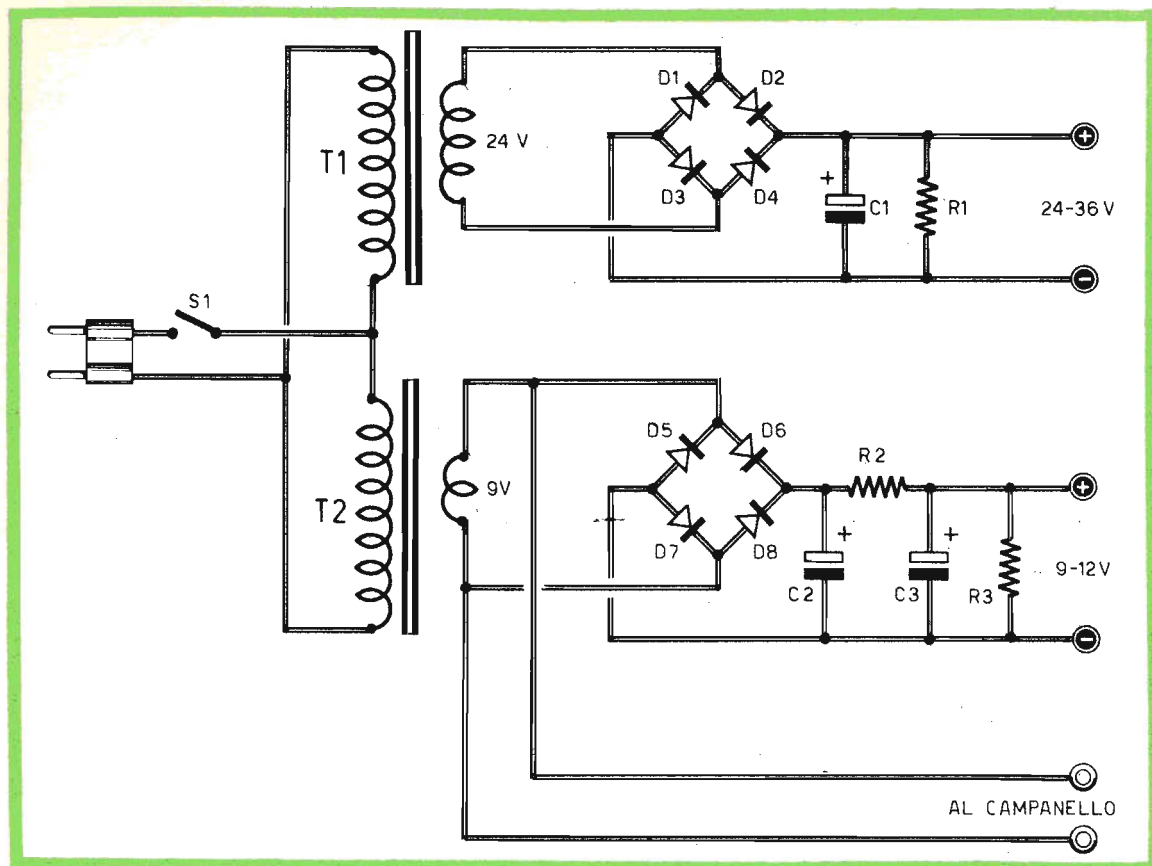 D1
D2
T1
24 V
D3
D4
+
C1
R1
24-36 V
+
-
S1
D5
D6
R2
T2
9V
+
+
+
D7
D8
C2
C3
R3
9-12V
-
AL CAMPANELLO